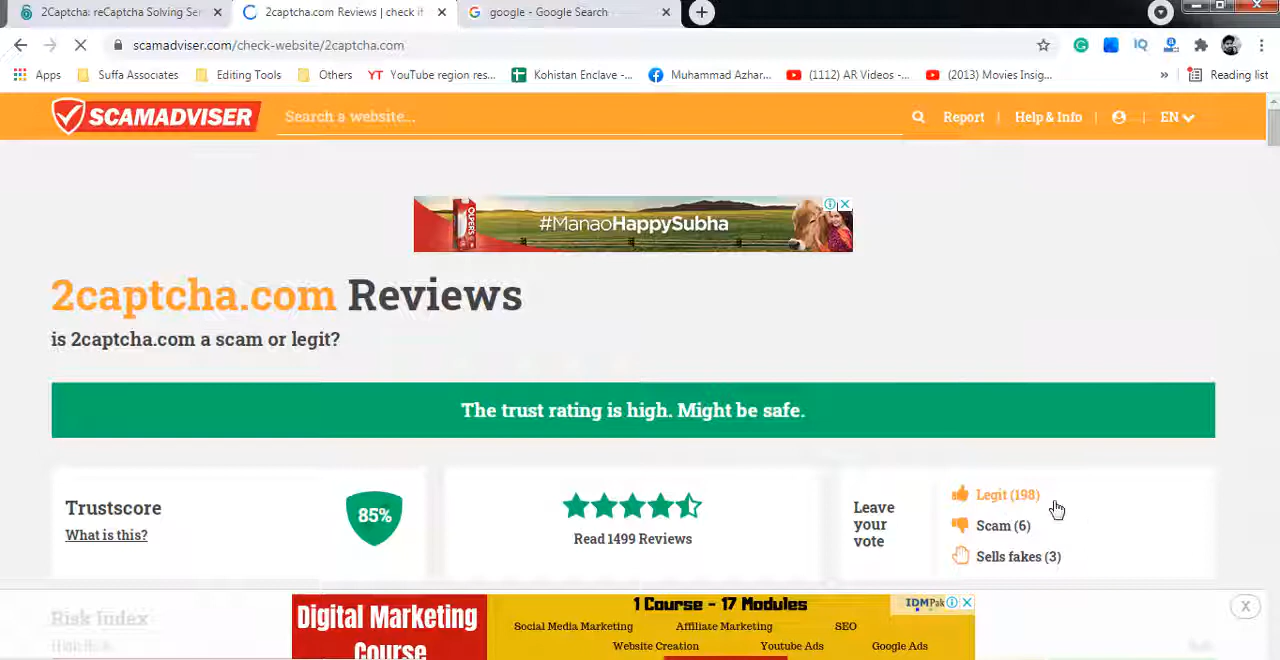 2Captcha: reCaptcha Solving Ser
2captcha.com Reviews | check if
google - Google Search
scamadviser.com/check-website/2captcha.com
Apps
Suffa Associates
Editing Tools
Others
YouTube region res...
Kohistan Enclave -...
Muhammad Azhar...
(1112) AR Videos -...
(2013) Movies Insig...
Reading list
SCAMADVISER
Search a website...
Report
Help & Info
EN
OLPERS
#ManaoHappySubha
2captcha.com Reviews
is 2captcha.com a scam or legit?
The trust rating is high. Might be safe.
Trustscore
What is this?
85%
Read 1499 Reviews
Leave
your
vote
Legit (198)
Scam (6)
Sells fakes (3)
Risk Index
Digital Marketing
Course
1 Course - 17 Modules
Social Media Marketing
Affiliate Marketing
SEO
Website Creation
Youtube Ads
Google Ads
IDMPak
X